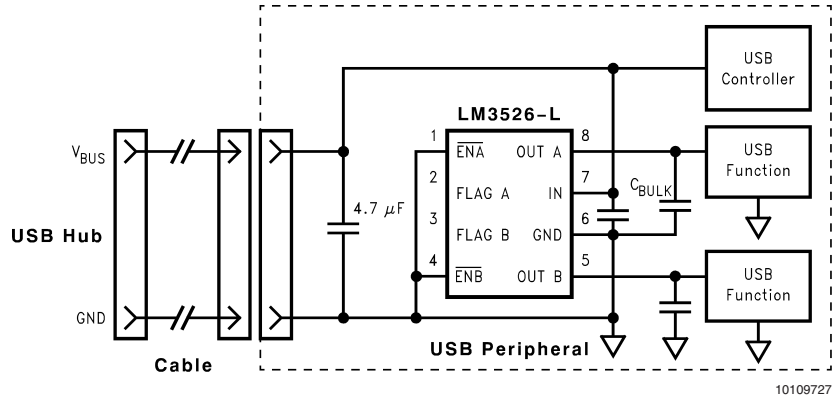 USB
Controller
LM3526-L
1
8
V_BUS
ENA
OUT A
USB
Function
2
7
FLAG A
IN
C_BULK
4.7 μF
3
6
USB Hub
FLAG B
GND
4
5
ENB
OUT B
USB
Function
GND
USB Peripheral
Cable
10109727